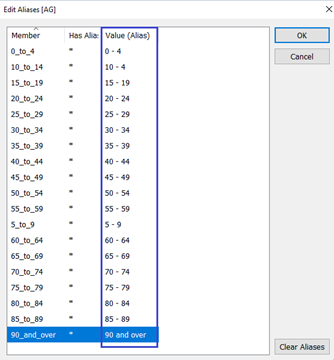 Edit Aliases [AG]
Member Has Alia: Value (Alias)
0_to_4 * 0 - 4
10_to_14 * 10 - 4
15_to_19 * 15 - 19
20_to_24 * 20 - 24
25_to_29 * 25 - 29
30_to_34 * 30 - 34
35_to_39 * 35 - 39
40_to_44 * 40 - 44
45_to_49 * 45 - 49
50_to_54 * 50 - 54
55_to_59 * 55 - 59
5_to_9 * 5 - 9
60_to_64 * 60 - 64
65_to_69 * 65 - 69
70_to_74 * 70 - 74
75_to_79 * 75 - 79
80_to_84 * 80 - 84
85_to_89 * 85 - 89
90_and_over * 90 and over
OK
Cancel
Clear Aliases